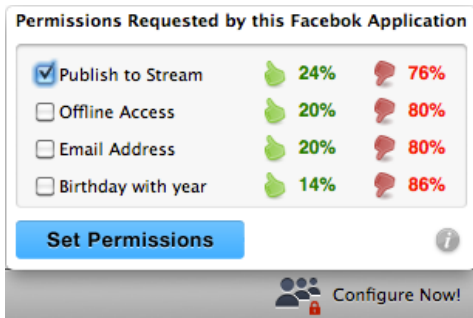 Permissions Requested by this Facebok Application
Publish to Stream 24% 76%
Offline Access 20% 80%
Email Address 20% 80%
Birthday with year 14% 86%
Set Permissions i
Configure Now!